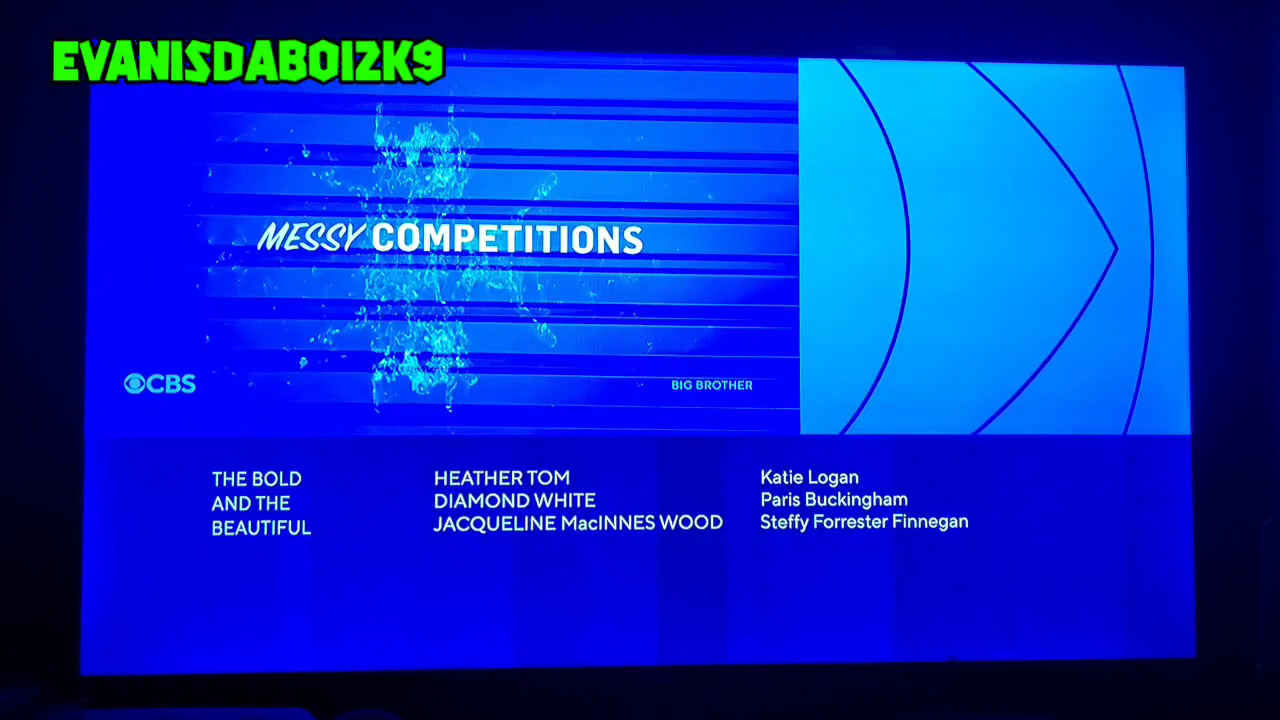 EVANISDABOI2K9
MESSY COMPETITIONS
CBS
BIG BROTHER
THE BOLD
AND THE
BEAUTIFUL
HEATHER TOM
DIAMOND WHITE
JACQUELINE MacINNES WOOD
Katie Logan
Paris Buckingham
Steffy Forrester Finnegan